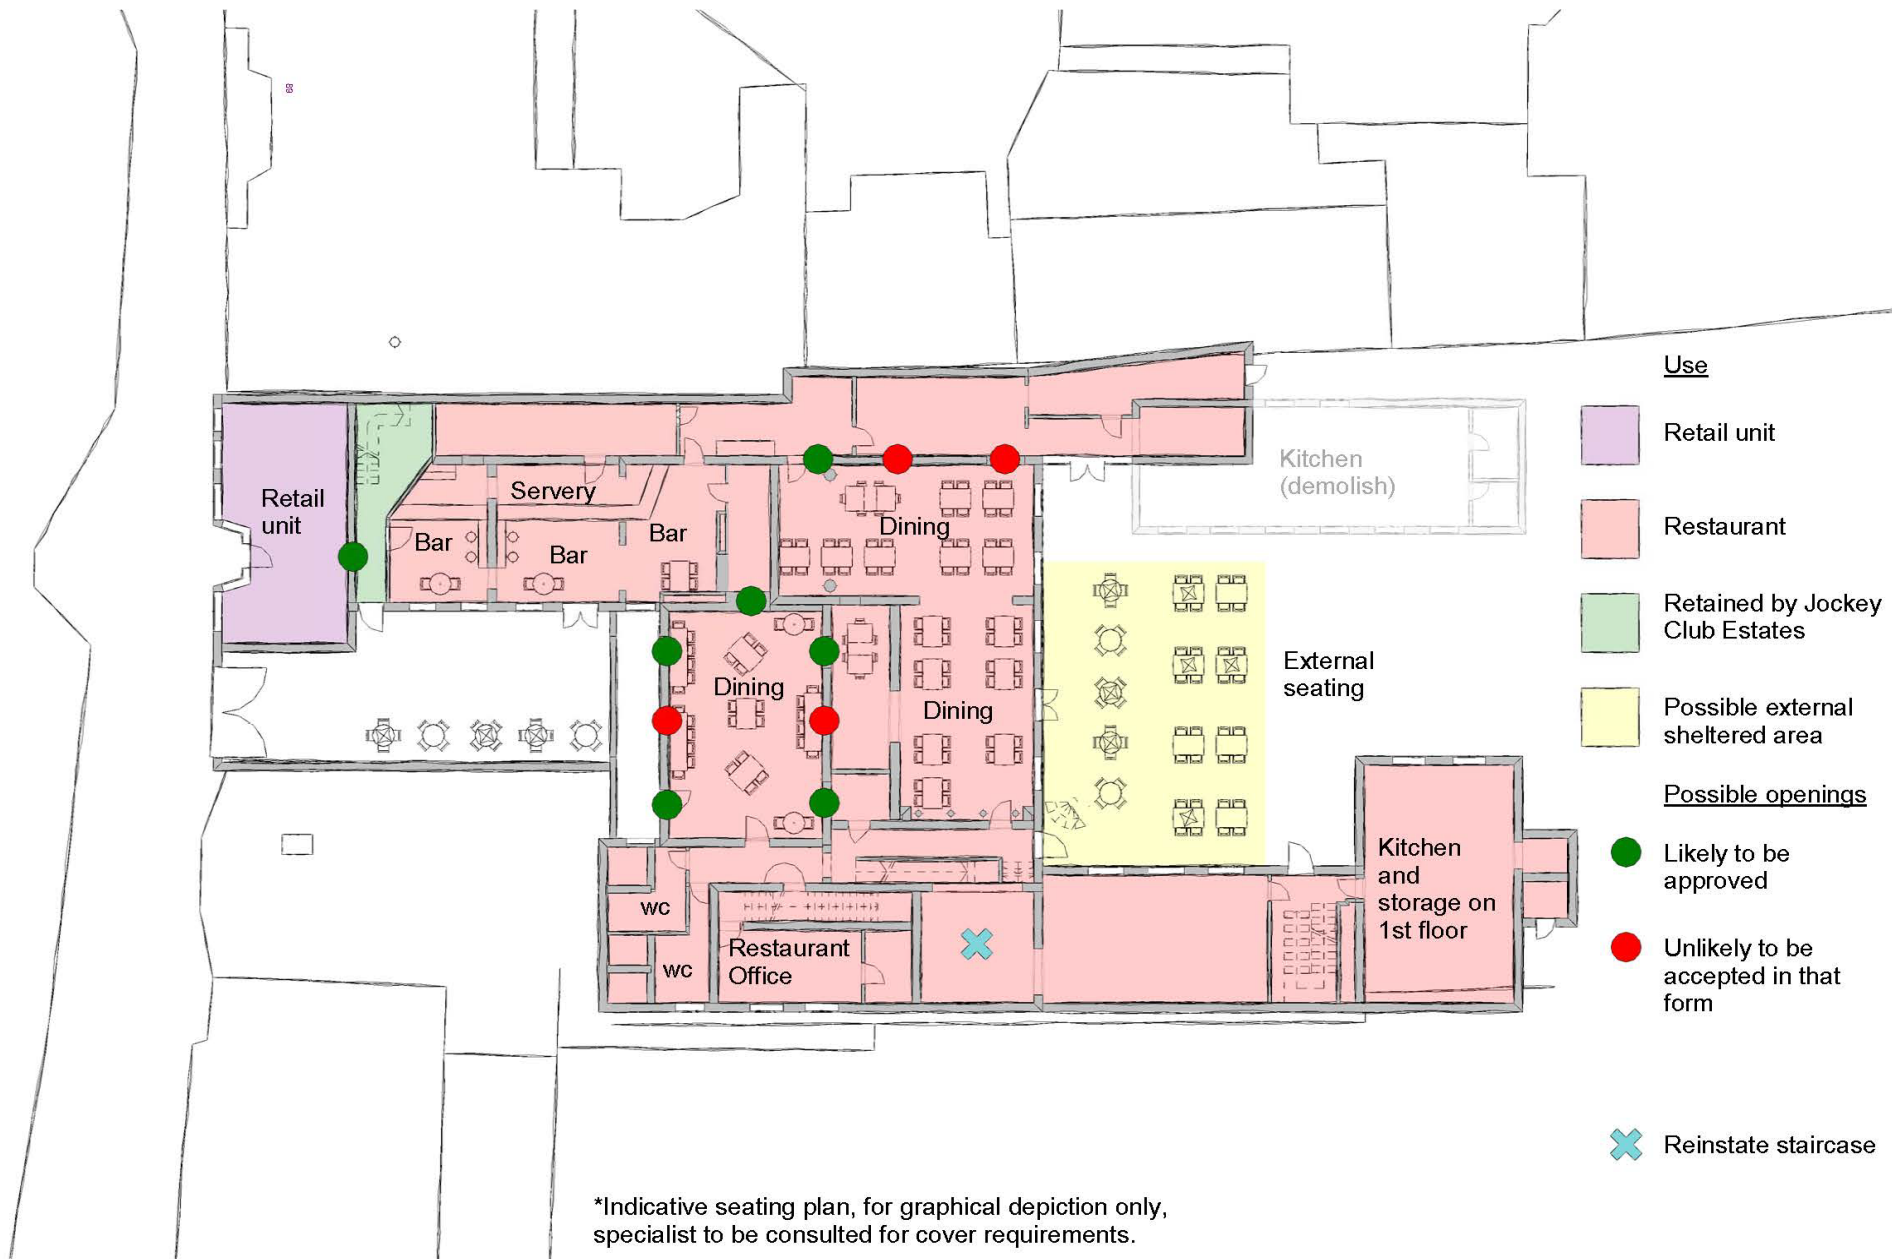 89
Use
Retail unit
Restaurant
Retained by Jockey
Club Estates
Possible external
sheltered area
Possible openings
Likely to be
approved
Unlikely to be
accepted in that
form
Reinstate staircase
Retail
unit
Servery
Bar
Bar
Bar
Dining
Kitchen
(demolish)
Dining
Dining
External
seating
wc
wc
Restaurant
Office
Kitchen
and
storage on
1st floor
*Indicative seating plan, for graphical depiction only,
specialist to be consulted for cover requirements.